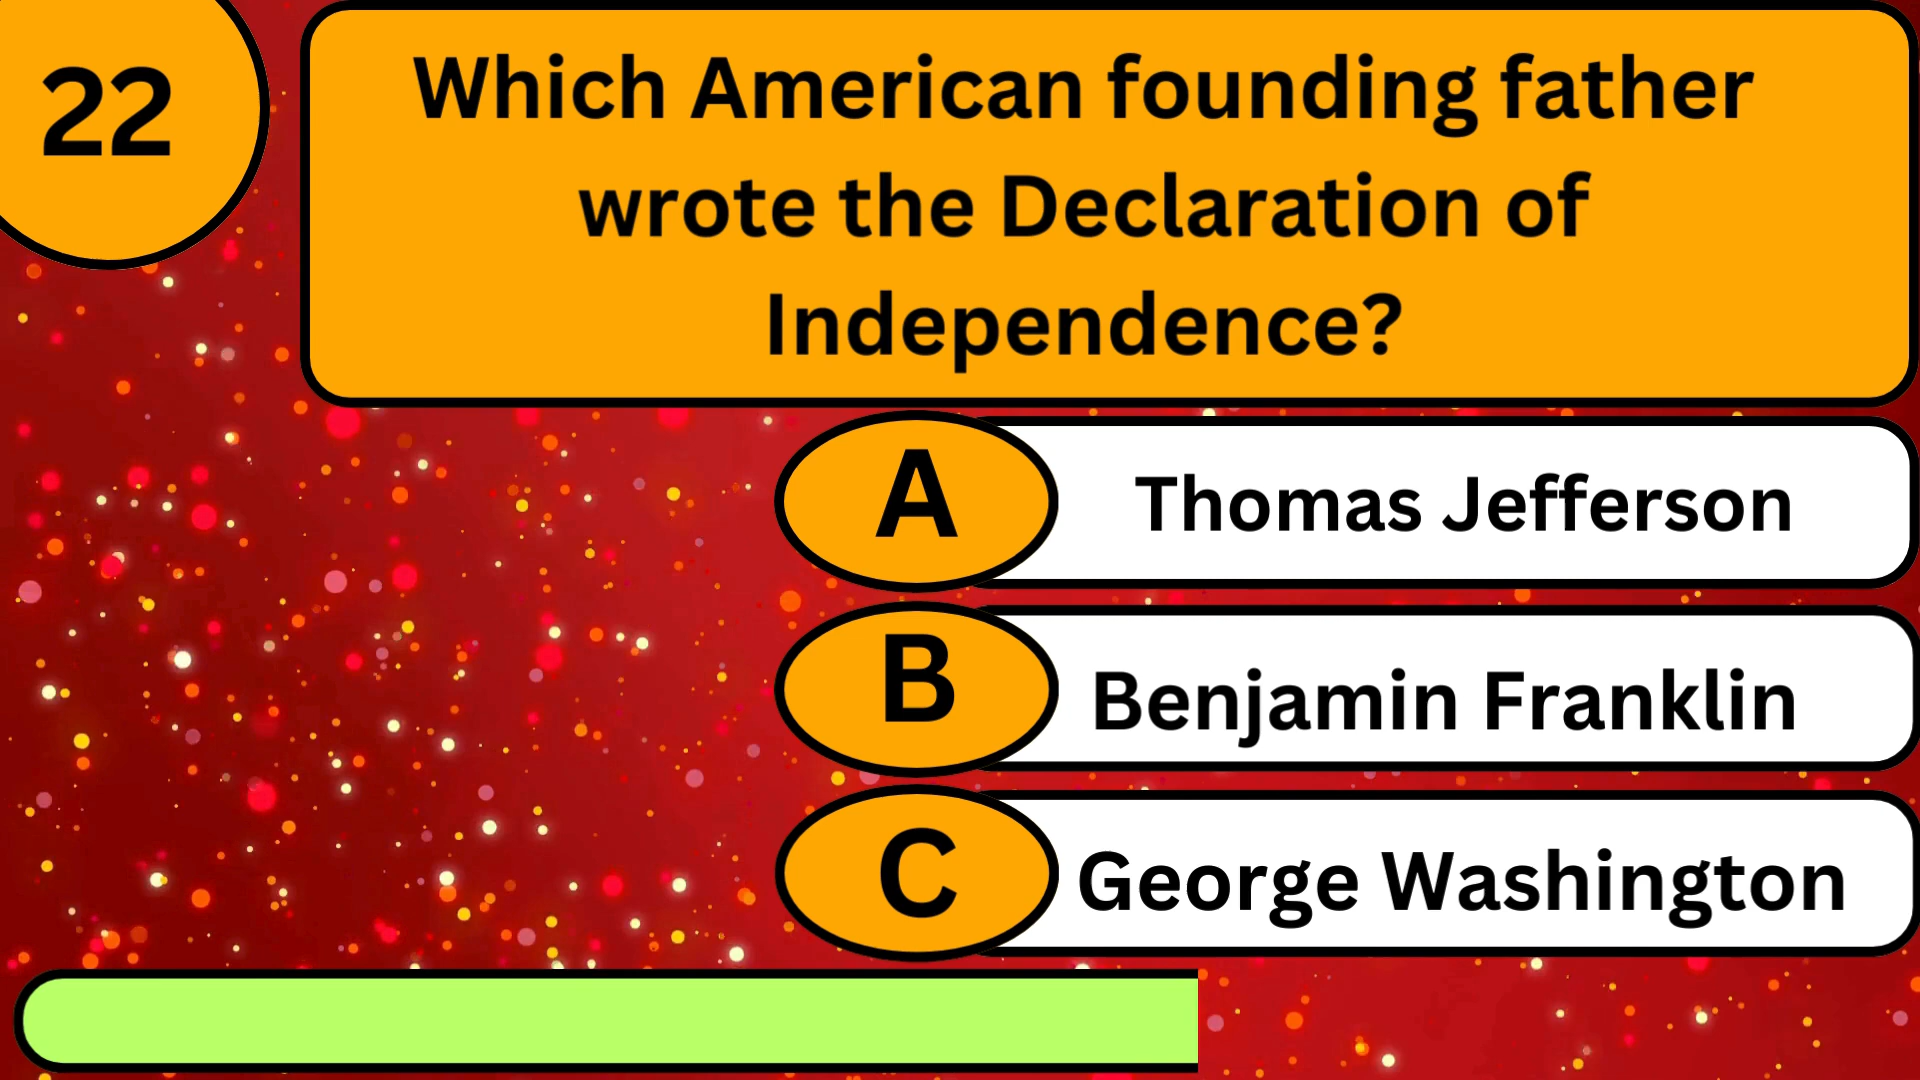 22
Which American founding father
wrote the Declaration of
Independence?
A
Thomas Jefferson
B
Benjamin Franklin
C
George Washington